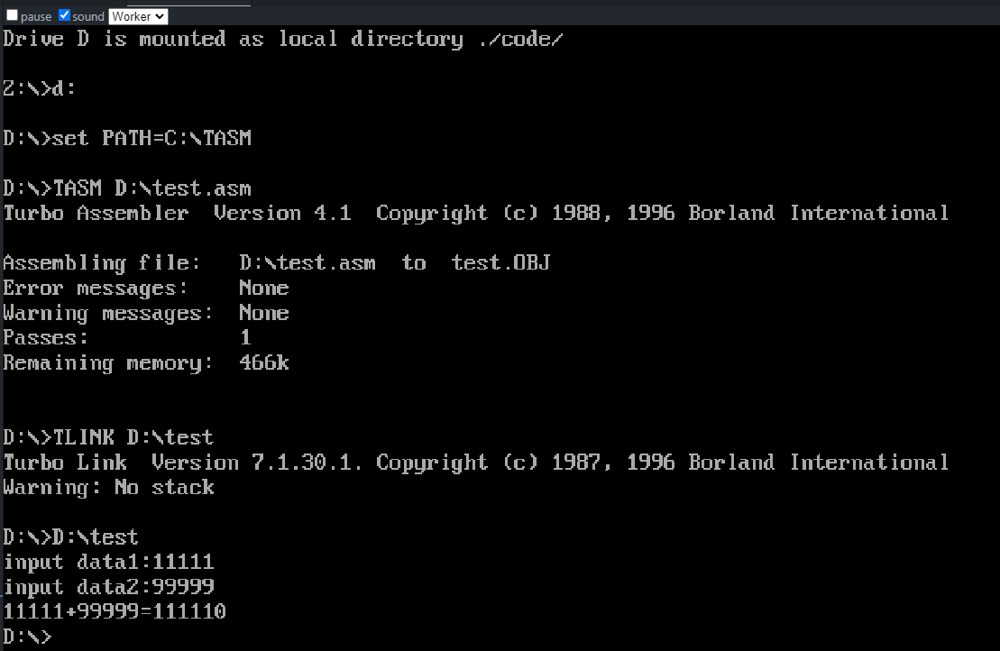 pause sound Worker
Drive D is mounted as local directory ./code/
Z:\>d:
D:\>set PATH=C:\TASM
D:\>TASM D:\test.asm
Turbo Assembler  Version 4.1  Copyright (c) 1988, 1996 Borland International
Assembling file:   D:\test.asm  to  test.OBJ
Error messages:    None
Warning messages:  None
Passes:            1
Remaining memory:  466k
D:\>TLINK D:\test
Turbo Link  Version 7.1.30.1. Copyright (c) 1987, 1996 Borland International
Warning: No stack
D:\>D:\test
input data1:11111
input data2:99999
11111+99999=111110
D:\>